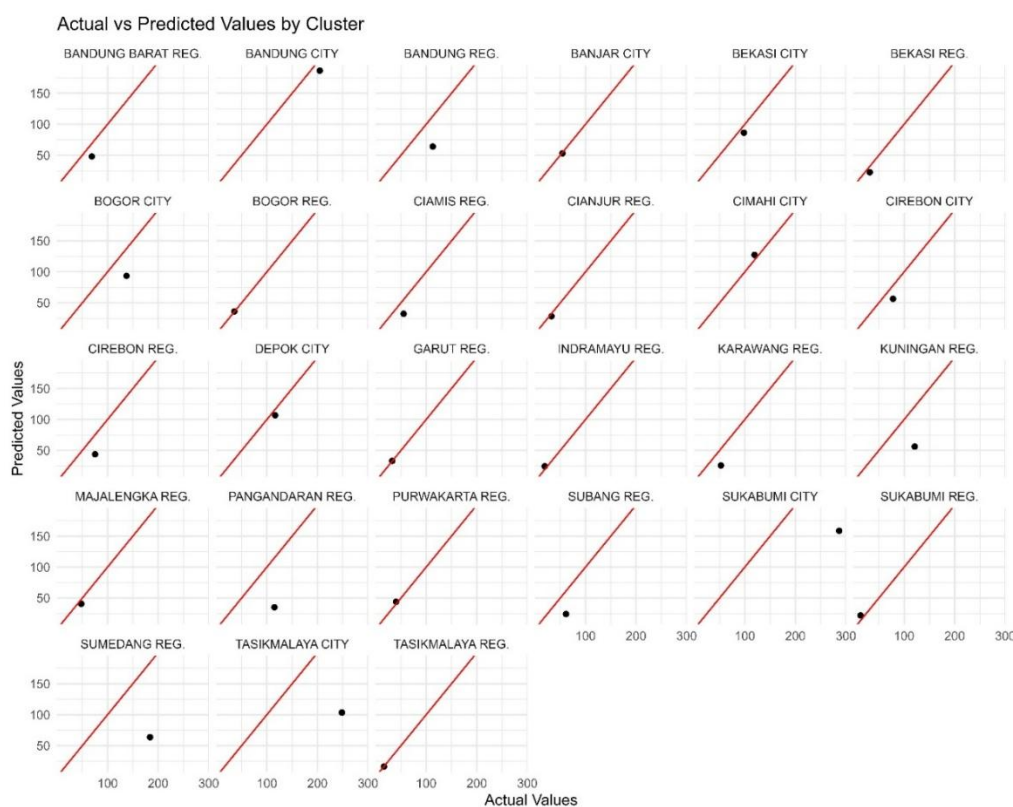 Actual vs Predicted Values by Cluster
BANDUNG BARAT REG. BANDUNG CITY BANDUNG REG. BANJAR CITY BEKASI CITY BEKASI REG.
150
100
50
BOGOR CITY BOGOR REG. CIAMIS REG. CIANJUR REG. CIMAHI CITY CIREBON CITY
150
100
50
CIREBON REG. DEPOK CITY GARUT REG. INDRAMAYU REG. KARAWANG REG. KUNINGAN REG.
150
100
50
Predicted Values
MAJALENGKA REG. PANGANDARAN REG. PURWAKARTA REG. SUBANG REG. SUKABUMI CITY SUKABUMI REG.
150
100
50
100 200 300 100 200 300 100 200 300
SUMEDANG REG. TASIKMALAYA CITY TASIKMALAYA REG.
150
100
50
100 200 300 100 200 300 100 200 300
Actual Values